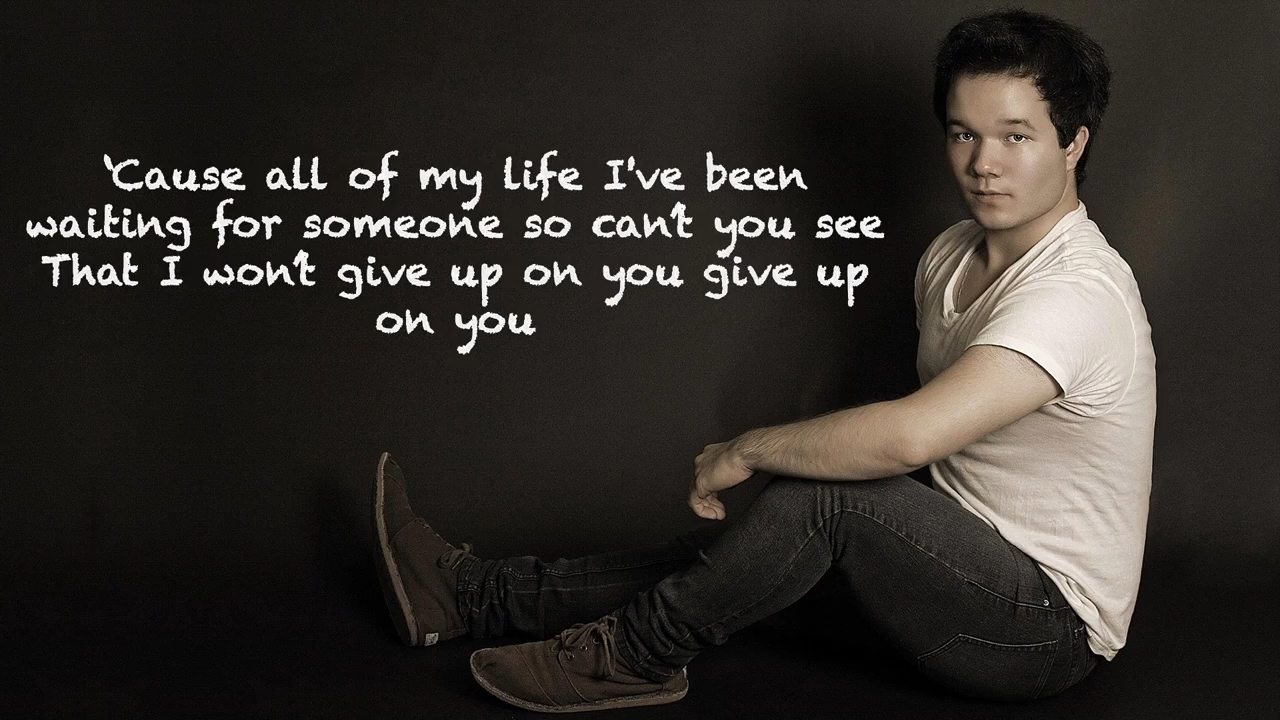 'Cause all of my life I've been
waiting for someone so can't you see
That I won't give up on you give up
on you